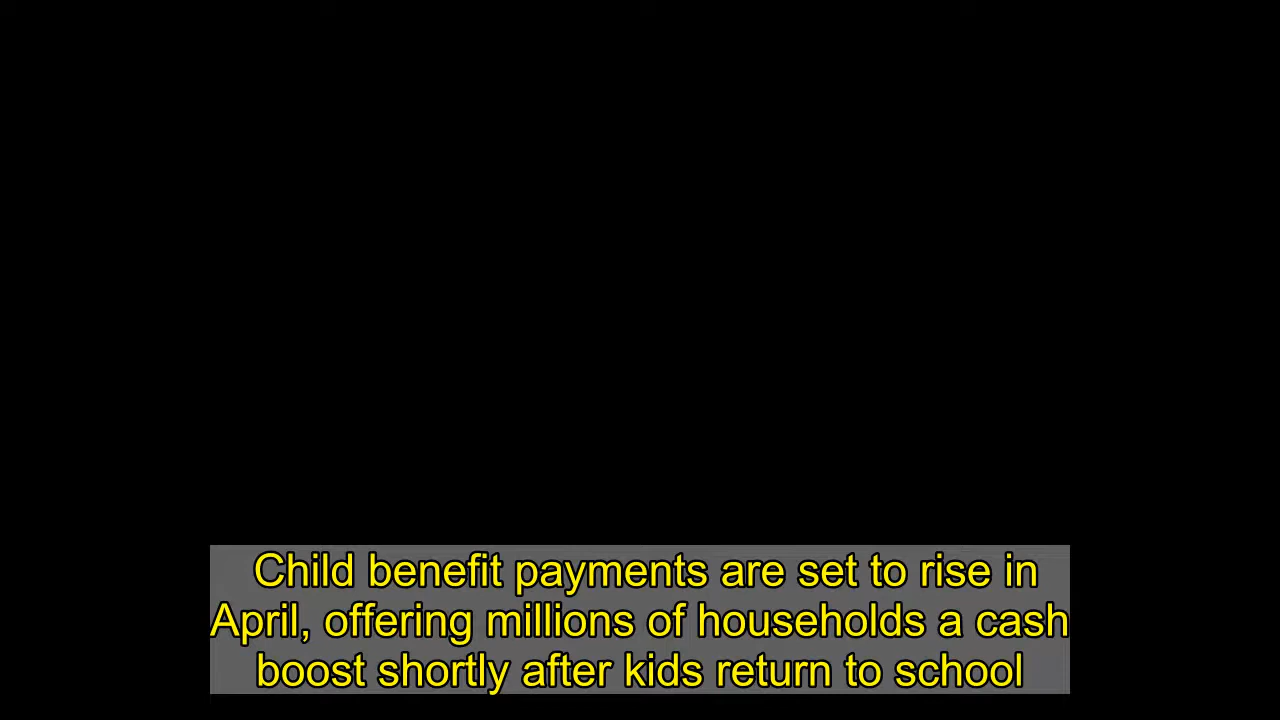 Child benefit payments are set to rise in
April, offering millions of households a cash
boost shortly after kids return to school